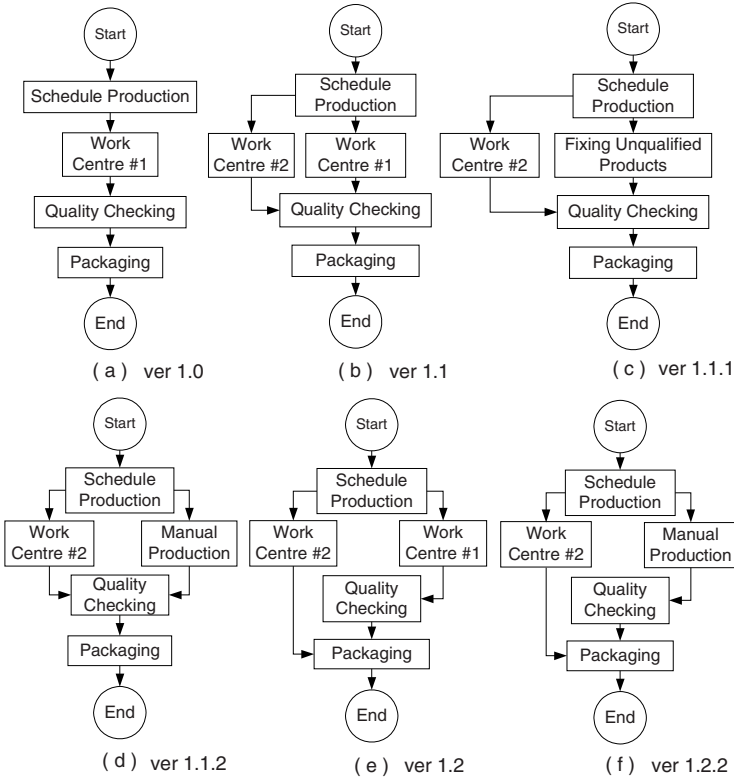 Start
Schedule Production
Work
Centre #1
Quality Checking
Packaging
End
( a ) ver 1.0
Start
Schedule
Production
Work
Centre #2
Work
Centre #1
Quality Checking
Packaging
End
( b ) ver 1.1
Start
Schedule
Production
Work
Centre #2
Fixing Unqualified
Products
Quality Checking
Packaging
End
( c ) ver 1.1.1
Start
Schedule
Production
Work
Centre #2
Manual
Production
Quality
Checking
Packaging
End
( d ) ver 1.1.2
Start
Schedule
Production
Work
Centre #2
Work
Centre #1
Quality
Checking
Packaging
End
( e ) ver 1.2
Start
Schedule
Production
Work
Centre #2
Manual
Production
Quality
Checking
Packaging
End
( f ) ver 1.2.2